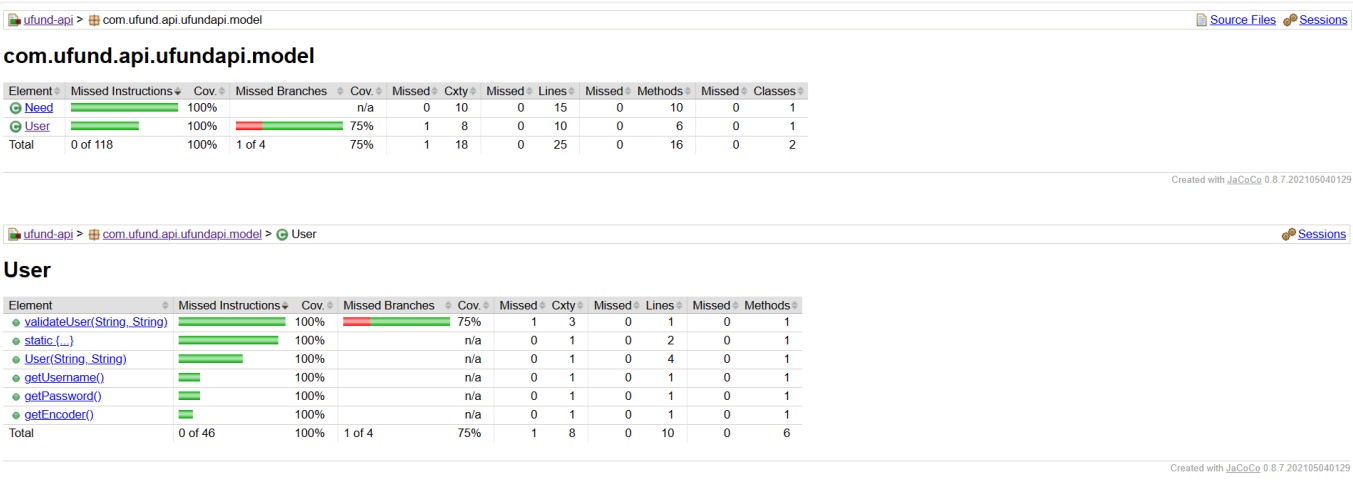 ufund-api > com.ufund.api.ufundapi.model Source Files Sessions
com.ufund.api.ufundapi.model
Element Missed Instructions Cov. Missed Branches Cov. Missed Cxty Missed Lines Missed Methods Missed Classes
Need 100% n/a 0 10 0 15 0 10 0 1
User 100% 75% 1 8 0 10 0 6 0 1
Total 0 of 118 100% 1 of 4 75% 1 18 0 25 0 16 0 2
Created with JaCoCo 0.8.7.202105040129
ufund-api > com.ufund.api.ufundapi.model > User Sessions
User
Element Missed Instructions Cov. Missed Branches Cov. Missed Cxty Missed Lines Missed Methods
validateUser(String, String) 100% 75% 1 3 0 1 0 1
static {...} 100% n/a 0 1 0 2 0 1
User(String, String) 100% n/a 0 1 0 4 0 1
getUsername() 100% n/a 0 1 0 1 0 1
getPassword() 100% n/a 0 1 0 1 0 1
getEncoder() 100% n/a 0 1 0 1 0 1
Total 0 of 46 100% 1 of 4 75% 1 8 0 10 0 6
Created with JaCoCo 0.8.7.202105040129